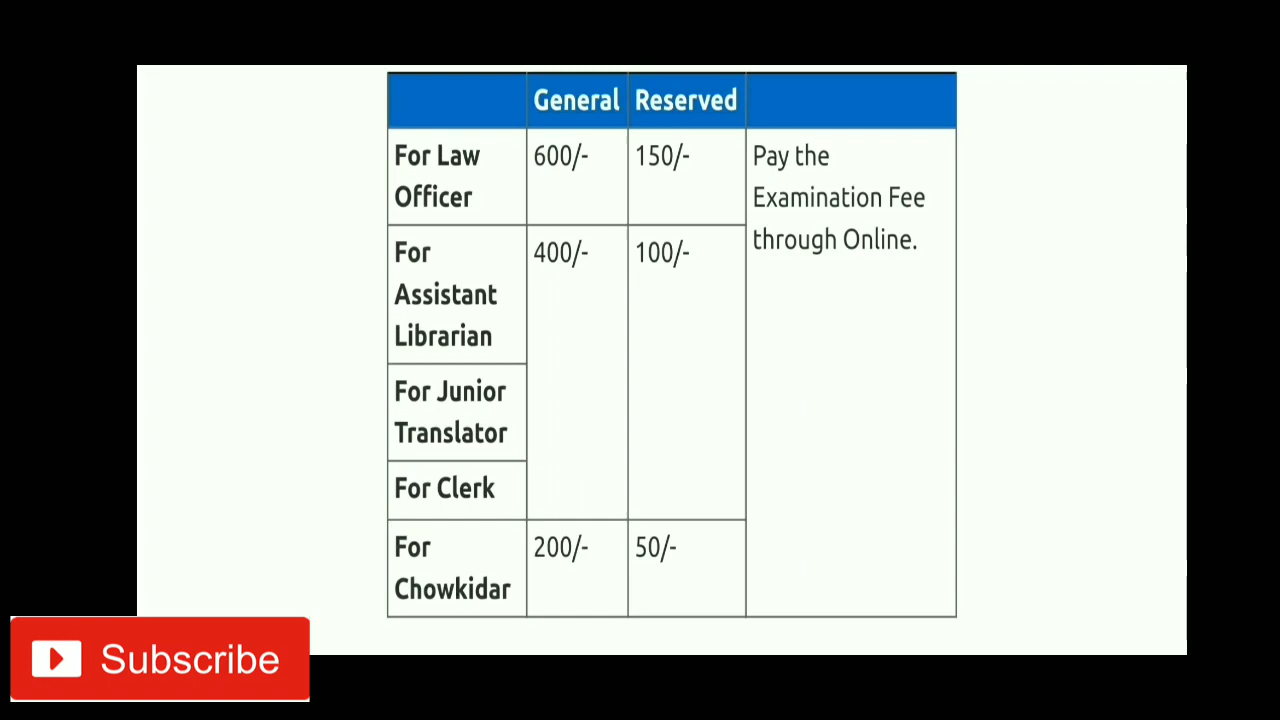 General Reserved
For Law 600/- 150/- Pay the
Officer Examination Fee
through Online.
For 400/- 100/-
Assistant
Librarian
For Junior
Translator
For Clerk
For 200/- 50/-
Chowkidar
Subscribe